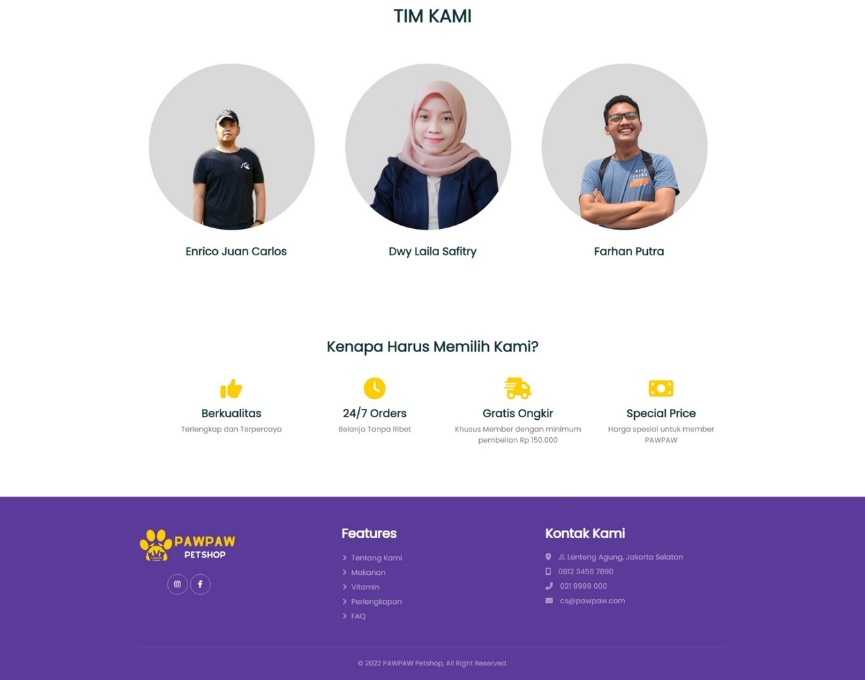 TIM KAMI
Enrico Juan Carlos
Dwy Laila Safitry
Farhan Putra
Kenapa Harus Memilih Kami?
Berkualitas
Terlengkap dan Terpercaya
24/7 Orders
Belanja Tanpa Ribet
Gratis Ongkir
Khusus Member dengan minimum
pembelian Rp 150.000
Special Price
Harga spesial untuk member
PAWPAW
PAWPAW
PETSHOP
Features
Tentang Kami
Makanan
Vitamin
Perlengkapan
FAQ
Kontak Kami
Jl. Lenteng Agung, Jakarta Selatan
0812 3456 7890
021 9999 000
cs@pawpaw.com
© 2022 PAWPAW Petshop, All Right Reserved.